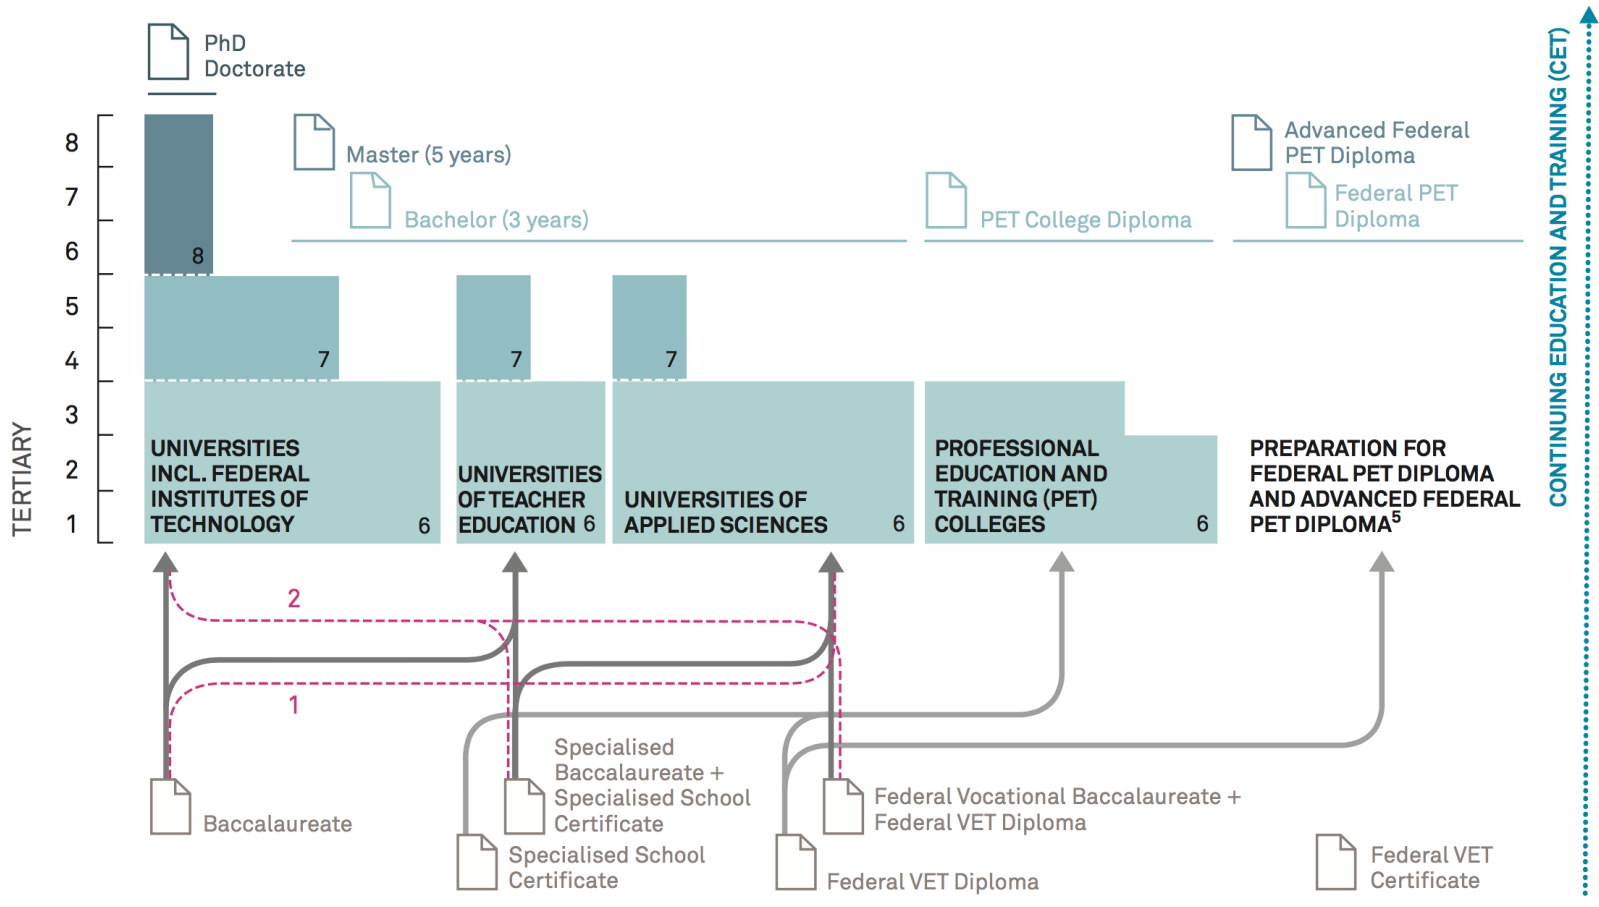 PhD
Doctorate
8
7
6
5
4
3
2
1
TERTIARY
Master (5 years)
Bachelor (3 years)
PET College Diploma
Advanced Federal
PET Diploma
Federal PET
Diploma
CONTINUING EDUCATION AND TRAINING (CET)
8
7
7
7
UNIVERSITIES
INCL. FEDERAL
INSTITUTES OF
TECHNOLOGY
6
UNIVERSITIES
OF TEACHER
EDUCATION 6
UNIVERSITIES OF
APPLIED SCIENCES
6
PROFESSIONAL
EDUCATION AND
TRAINING (PET)
COLLEGES
6
PREPARATION FOR
FEDERAL PET DIPLOMA
AND ADVANCED FEDERAL
PET DIPLOMA5
2
1
Baccalaureate
Specialised
Baccalaureate +
Specialised School
Certificate
Specialised School
Certificate
Federal Vocational Baccalaureate +
Federal VET Diploma
Federal VET Diploma
Federal VET
Certificate